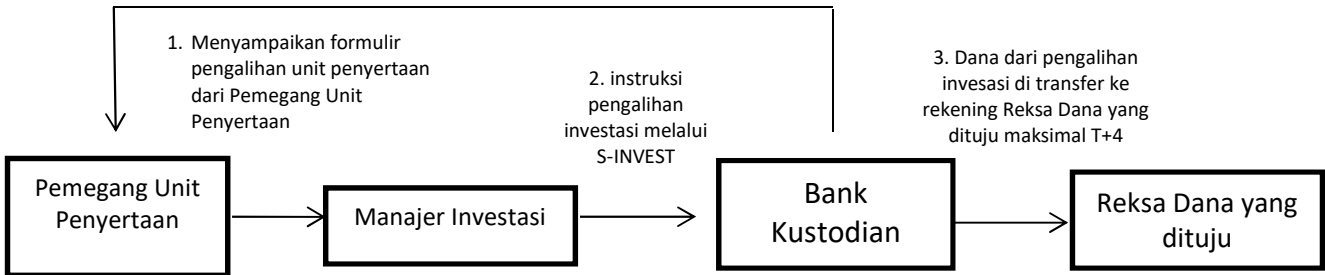 1. Menyampaikan formulir
pengalihan unit penyertaan
dari Pemegang Unit
Penyertaan
2. instruksi
pengalihan
investasi melalui
S-INVEST
3. Dana dari pengalihan
invesasi di transfer ke
rekening Reksa Dana yang
dituju maksimal T+4
Pemegang Unit
Penyertaan
Manajer Investasi
Bank
Kustodian
Reksa Dana yang
dituju